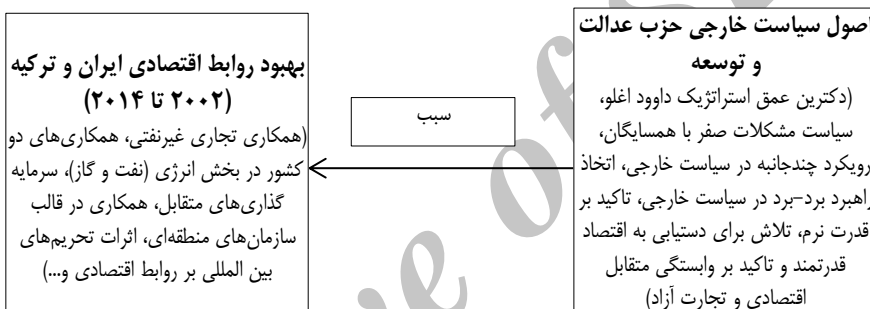 اصول سیاست خارجی حزب عدالت
و توسعه
(دکترین عمق استراتژیک داوود اغلو،
سیاست مشکلات صفر با همسایگان،
رویکرد چندجانبه در سیاست خارجی، اتخاذ
راهبرد برد-برد در سیاست خارجی، تاکید بر
قدرت نرم، تلاش برای دستیابی به اقتصاد
قدرتمند و تاکید بر وابستگی متقابل
اقتصادی و تجارت آزاد)
سبب
بهبود روابط اقتصادی ایران و ترکیه
(۲۰۰۲ تا ۲۰۱۴)
(همکاری تجاری غیرنفتی، همکاری‌های دو
کشور در بخش انرژی (نفت و گاز)، سرمایه
گذاری‌های متقابل، همکاری در قالب
سازمان‌های منطقه‌ای، اثرات تحریم‌های
بین المللی بر روابط اقتصادی و...)
e of